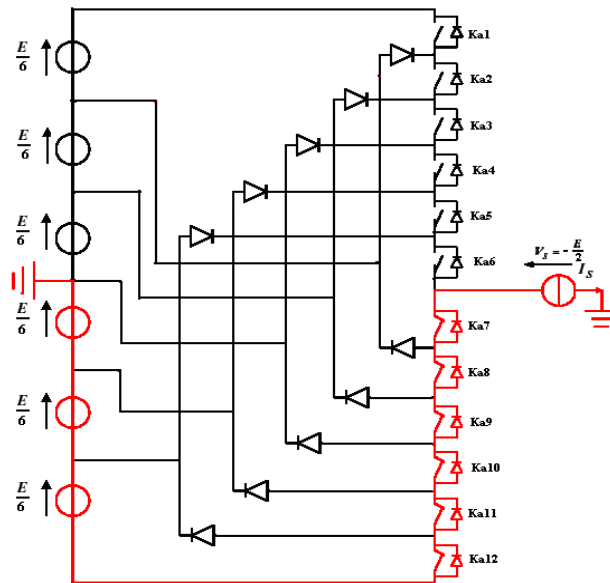 E/6
E/6
E/6
E/6
E/6
E/6
Ka1
Ka2
Ka3
Ka4
Ka5
Ka6
V_S = - E/2
I_S
Ka7
Ka8
Ka9
Ka10
Ka11
Ka12